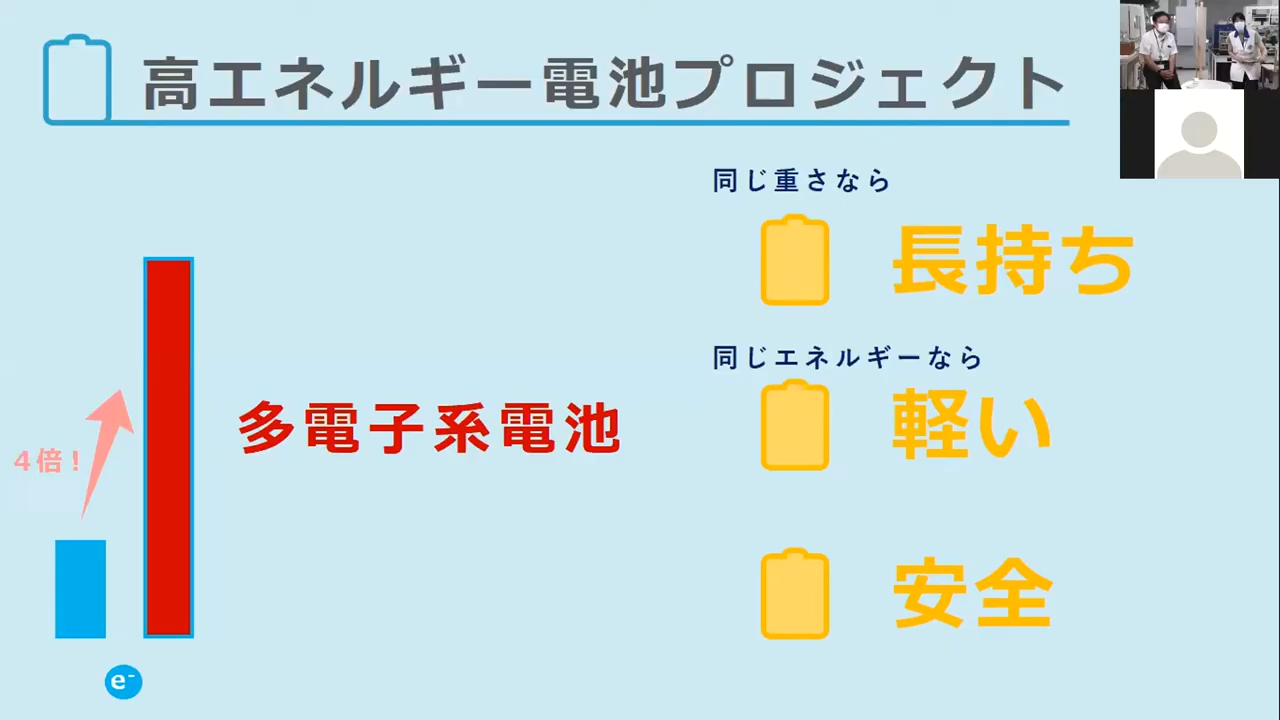 高エネルギー電池プロジェクト
同じ重さなら
長持ち
同じエネルギーなら
軽い
安全
多電子系電池
4倍!
e⁻